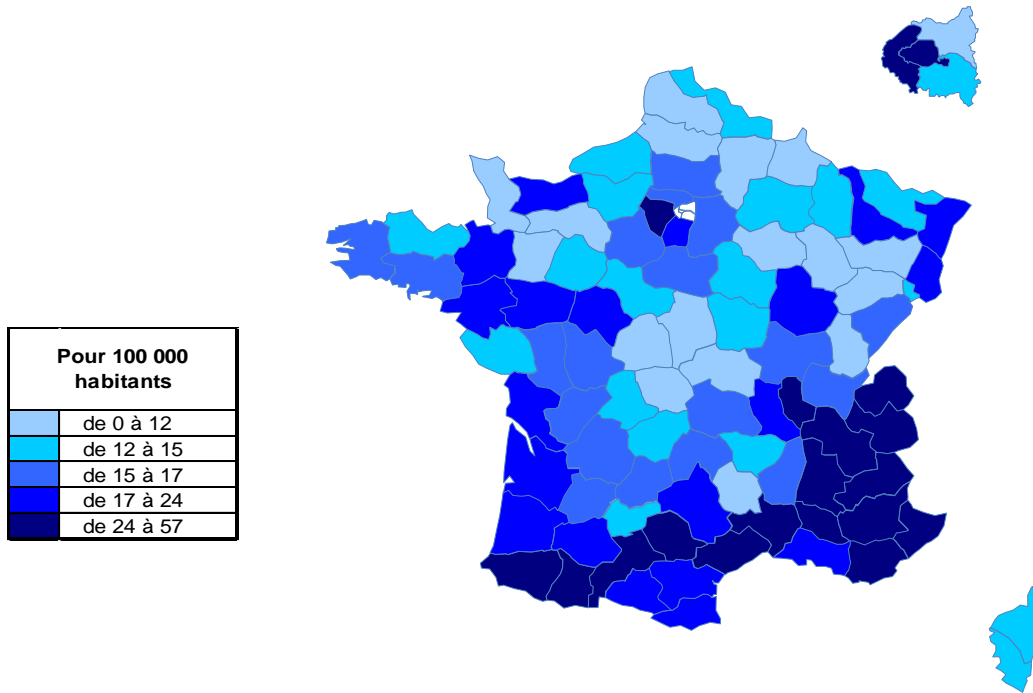 Pour 100 000
habitants
de 0 à 12
de 12 à 15
de 15 à 17
de 17 à 24
de 24 à 57